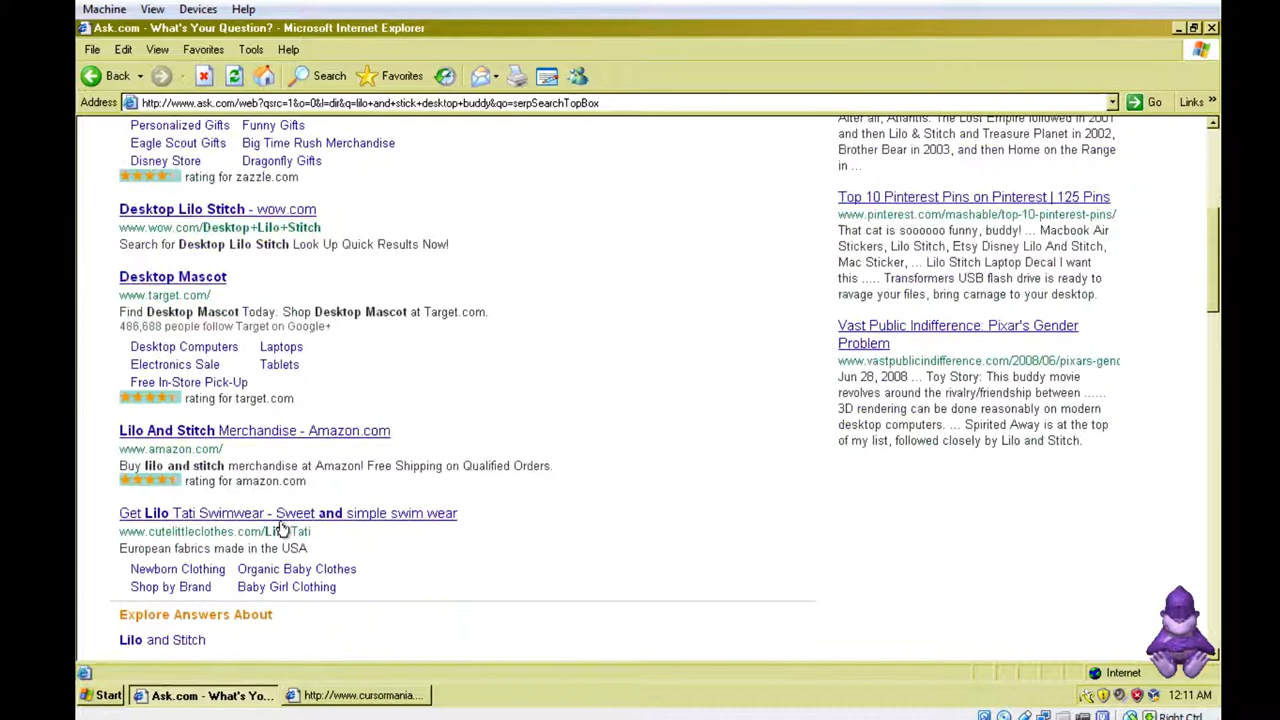 Machine View Devices Help
Ask.com - What's Your Question? - Microsoft Internet Explorer
File Edit View Favorites Tools Help
Back Search Favorites
Address http://www.ask.com/web?qsrc=1&o=0&l=dir&q=lilo+and+stick+desktop+buddy&qo=serpSearchTopBox Go Links »
Personalized Gifts Funny Gifts
Eagle Scout Gifts Big Time Rush Merchandise
Disney Store Dragonfly Gifts
rating for zazzle.com
Desktop Lilo Stitch - wow.com
www.wow.com/Desktop+Lilo+Stitch
Search for Desktop Lilo Stitch Look Up Quick Results Now!
Desktop Mascot
www.target.com/
Find Desktop Mascot Today. Shop Desktop Mascot at Target.com.
486,688 people follow Target on Google+
Desktop Computers Laptops
Electronics Sale Tablets
Free In-Store Pick-Up
rating for target.com
Lilo And Stitch Merchandise - Amazon.com
www.amazon.com/
Buy lilo and stitch merchandise at Amazon! Free Shipping on Qualified Orders.
rating for amazon.com
Get Lilo Tati Swimwear - Sweet and simple swim wear
www.cutelittleclothes.com/Lilo Tati
European fabrics made in the USA
Newborn Clothing Organic Baby Clothes
Shop by Brand Baby Girl Clothing
Explore Answers About
Lilo and Stitch
After all, Atlantis: The Lost Empire followed in 2001
and then Lilo & Stitch and Treasure Planet in 2002,
Brother Bear in 2003, and then Home on the Range
in ...
Top 10 Pinterest Pins on Pinterest | 125 Pins
www.pinterest.com/mashable/top-10-pinterest-pins/
That cat is soooooo funny, buddy! ... Macbook Air
Stickers, Lilo Stitch, Etsy Disney Lilo And Stitch,
Mac Sticker, ... Lilo Stitch Laptop Decal I want
this ..... Transformers USB flash drive is ready to
ravage your files, bring carnage to your desktop.
Vast Public Indifference: Pixar's Gender
Problem
www.vastpublicindifference.com/2008/06/pixars-genc
Jun 28, 2008 ... Toy Story: This buddy movie
revolves around the rivalry/friendship between ......
3D rendering can be done reasonably on modern
desktop computers. ... Spirited Away is at the top
of my list, followed closely by Lilo and Stitch.
Internet
Start Ask.com - What's Yo... http://www.cursormania.... 12:11 AM
Right Ctrl